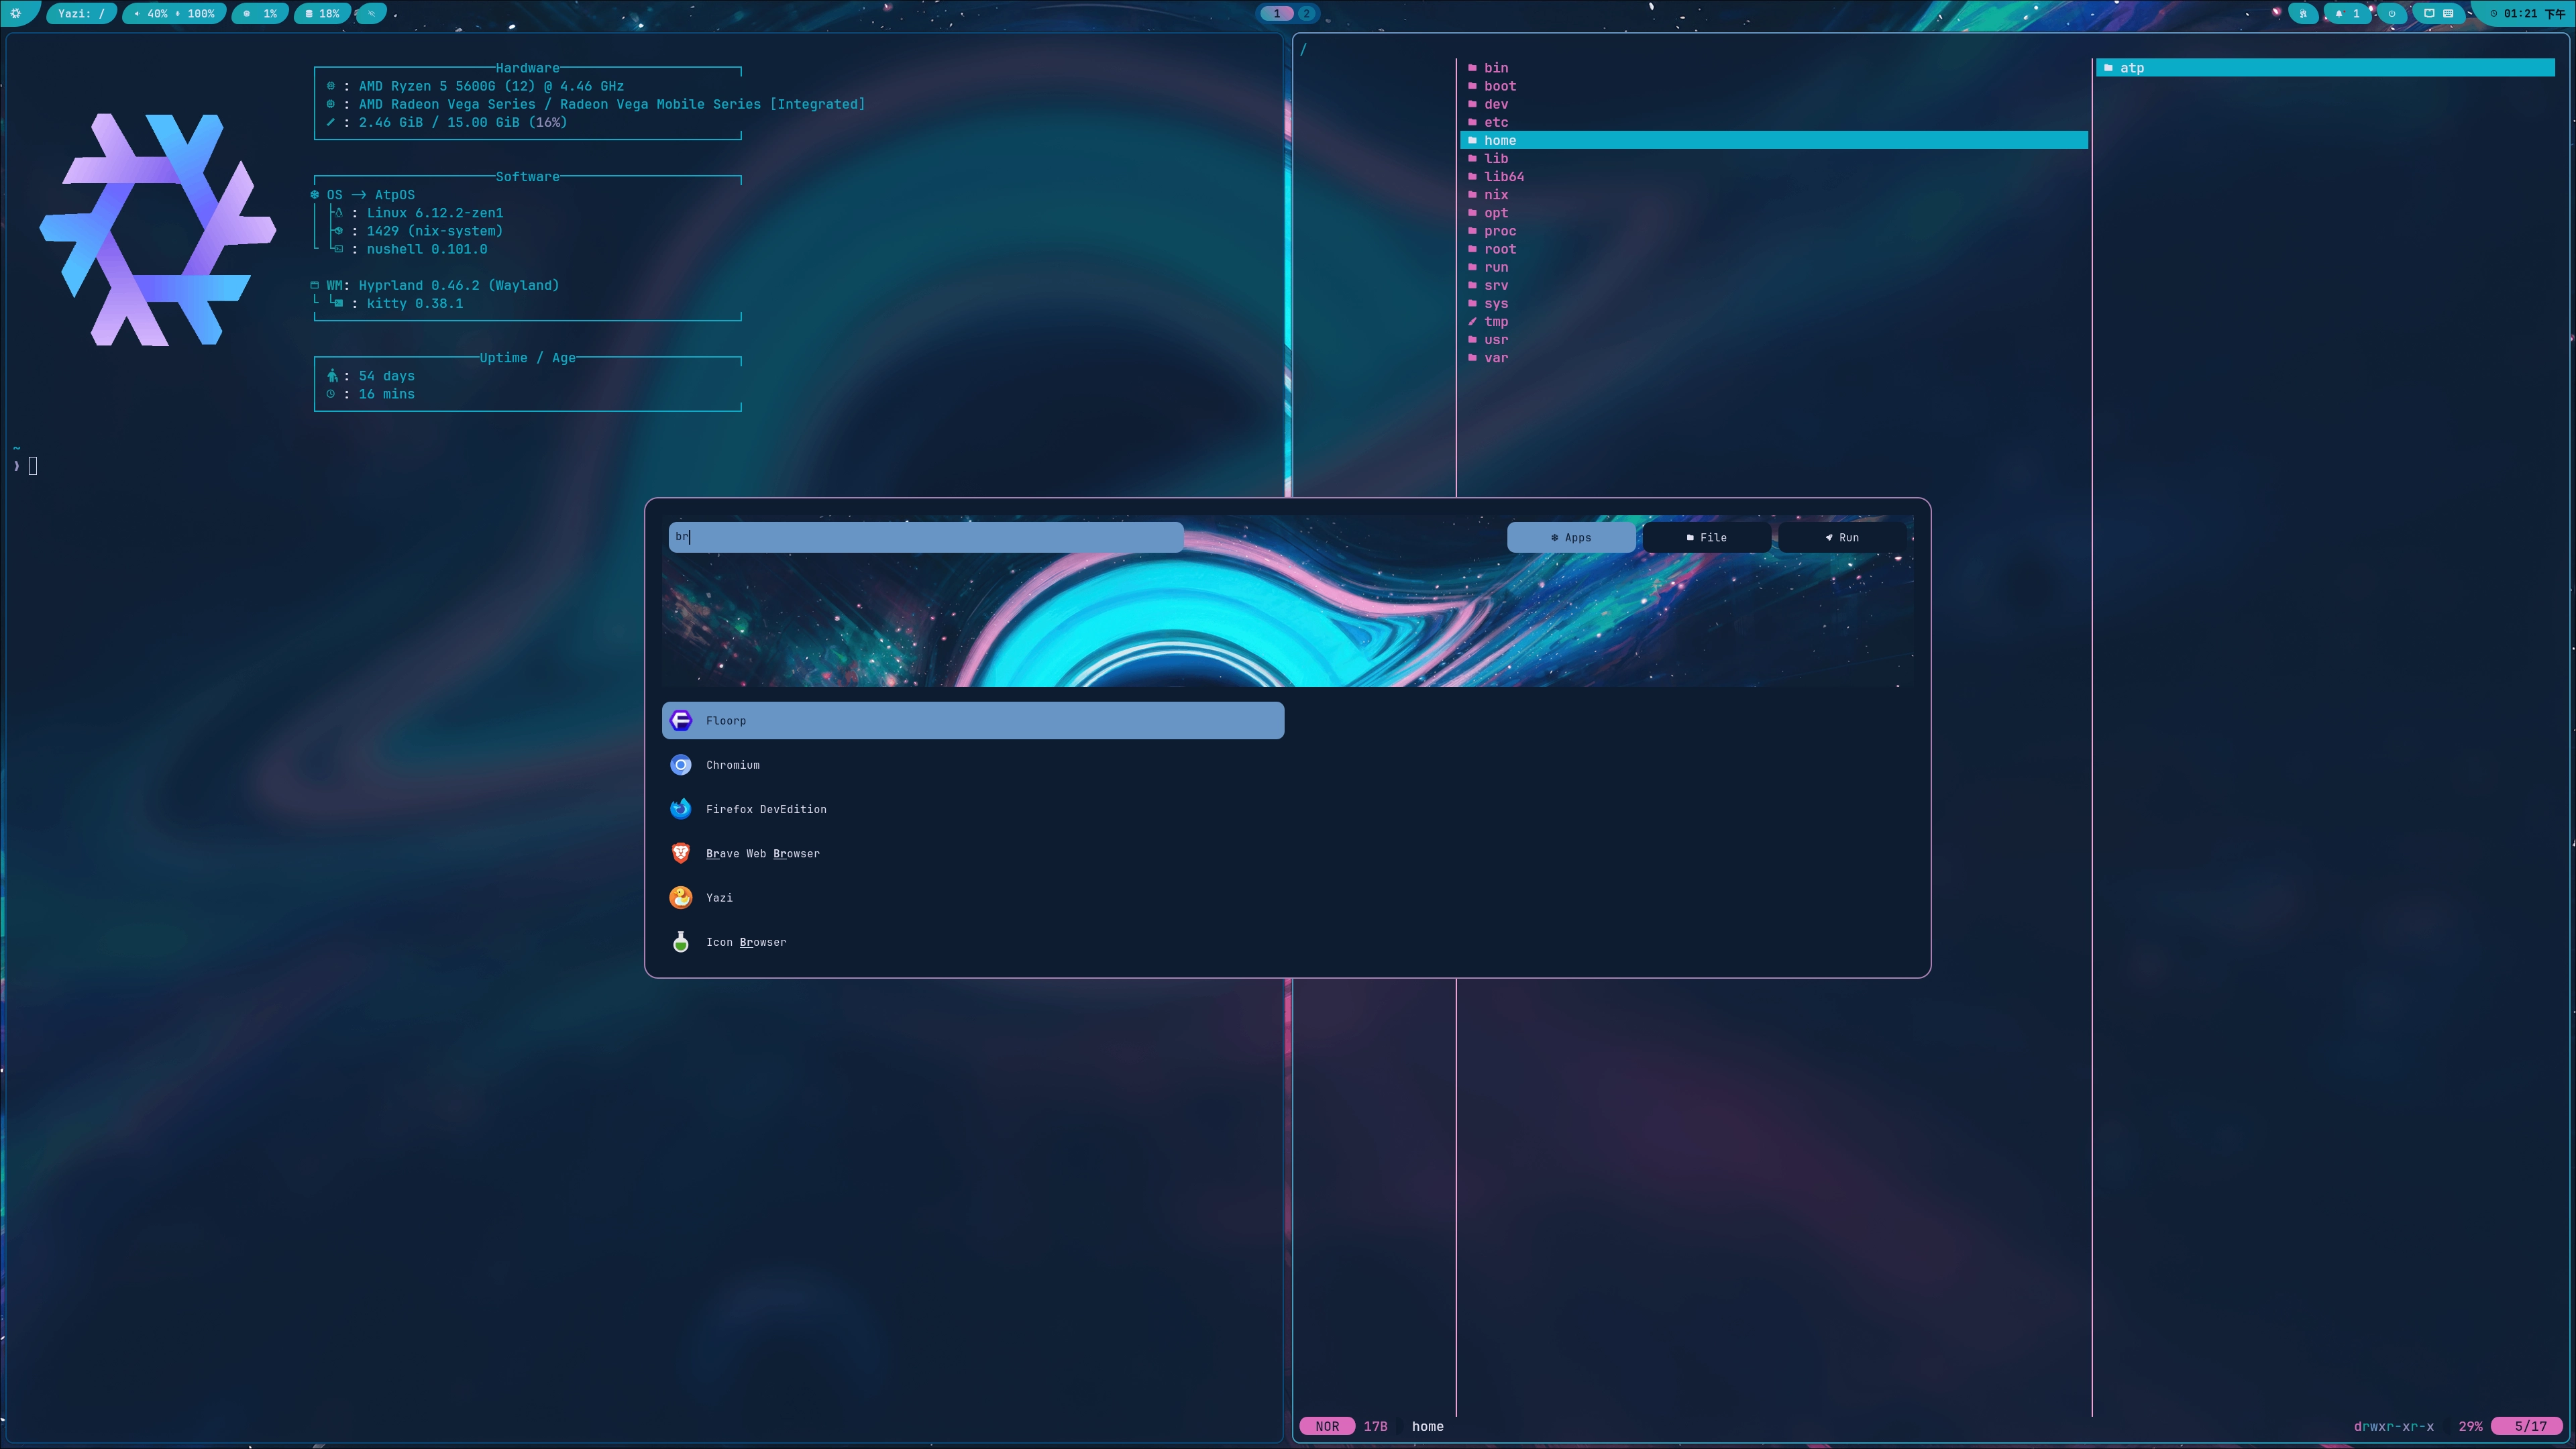 Yazi: / 40% 100% 1% 18% 1 2 1 01:21 下午
Hardware
: AMD Ryzen 5 5600G (12) @ 4.46 GHz
: AMD Radeon Vega Series / Radeon Vega Mobile Series [Integrated]
: 2.46 GiB / 15.00 GiB (16%)
Software
OS -> AtpOS
: Linux 6.12.2-zen1
: 1429 (nix-system)
: nushell 0.101.0
WM: Hyprland 0.46.2 (Wayland)
: kitty 0.38.1
Uptime / Age
: 54 days
: 16 mins
~
❯
/
bin
boot
dev
etc
home
lib
lib64
nix
opt
proc
root
run
srv
sys
tmp
usr
var
atp
br
Apps File Run
Floorp
Chromium
Firefox DevEdition
Brave Web Browser
Yazi
Icon Browser
NOR 17B home drwxr-xr-x 29% 5/17